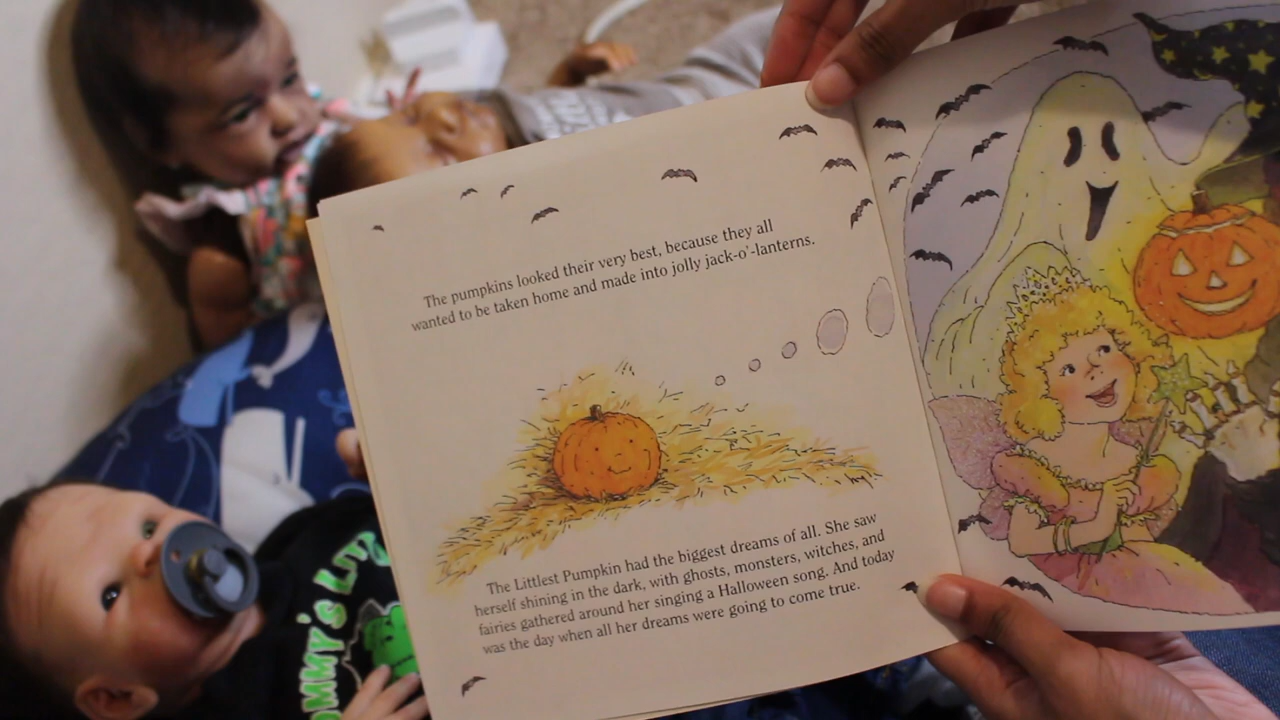 The pumpkins looked their very best, because they all
wanted to be taken home and made into jolly jack-o'-lanterns.
The Littlest Pumpkin had the biggest dreams of all. She saw
herself shining in the dark, with ghosts, monsters, witches, and
fairies gathered around her singing a Halloween song. And today
was the day when all her dreams were going to come true.
OMMY'S